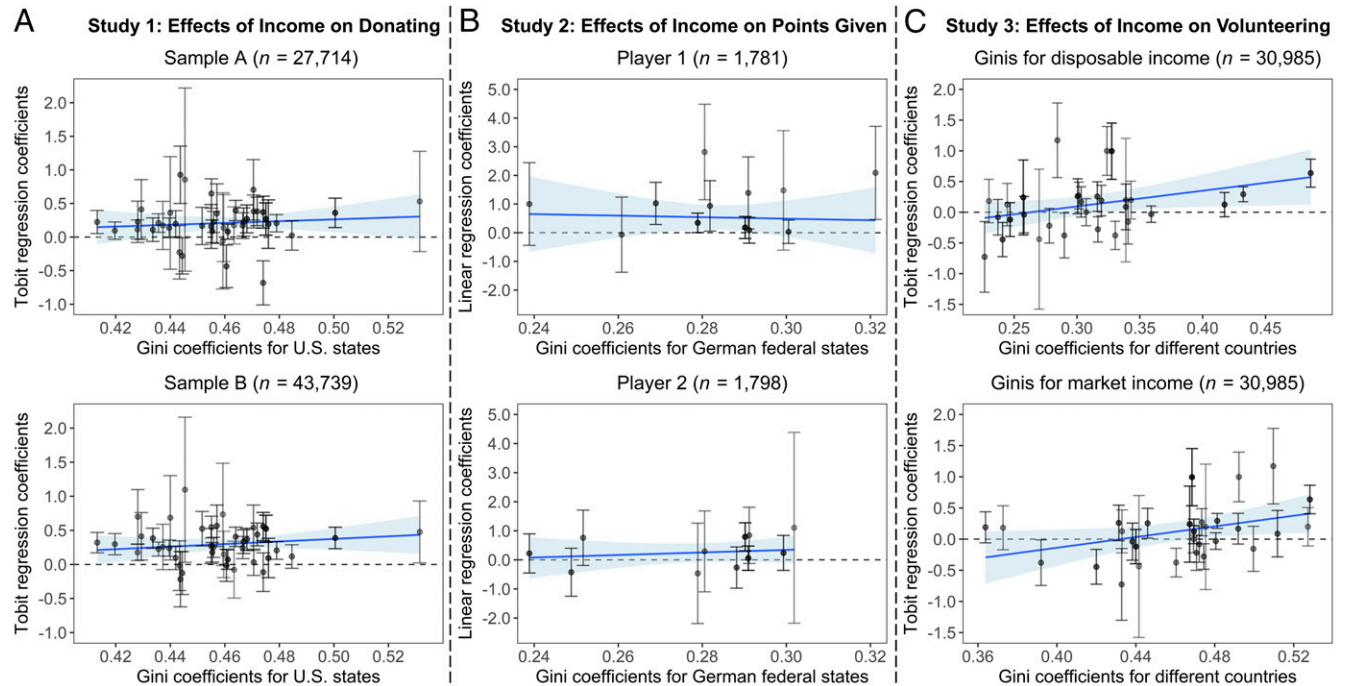 A
Study 1: Effects of Income on Donating
Sample A (n = 27,714)
Tobit regression coefficients
2.0
1.5
1.0
0.5
0.0
-0.5
-1.0
0.42 0.44 0.46 0.48 0.50 0.52
Gini coefficients for U.S. states
Sample B (n = 43,739)
Tobit regression coefficients
2.0
1.5
1.0
0.5
0.0
-0.5
-1.0
0.42 0.44 0.46 0.48 0.50 0.52
Gini coefficients for U.S. states
B
Study 2: Effects of Income on Points Given
Player 1 (n = 1,781)
Linear regression coefficients
5.0
4.0
3.0
2.0
1.0
0.0
-1.0
-2.0
0.24 0.26 0.28 0.30 0.32
Gini coefficients for German federal states
Player 2 (n = 1,798)
Linear regression coefficients
5.0
4.0
3.0
2.0
1.0
0.0
-1.0
-2.0
0.24 0.26 0.28 0.30 0.32
Gini coefficients for German federal states
C
Study 3: Effects of Income on Volunteering
Ginis for disposable income (n = 30,985)
Tobit regression coefficients
2.0
1.5
1.0
0.5
0.0
-0.5
-1.0
-1.5
0.25 0.30 0.35 0.40 0.45
Gini coefficients for different countries
Ginis for market income (n = 30,985)
Tobit regression coefficients
2.0
1.5
1.0
0.5
0.0
-0.5
-1.0
-1.5
0.36 0.40 0.44 0.48 0.52
Gini coefficients for different countries